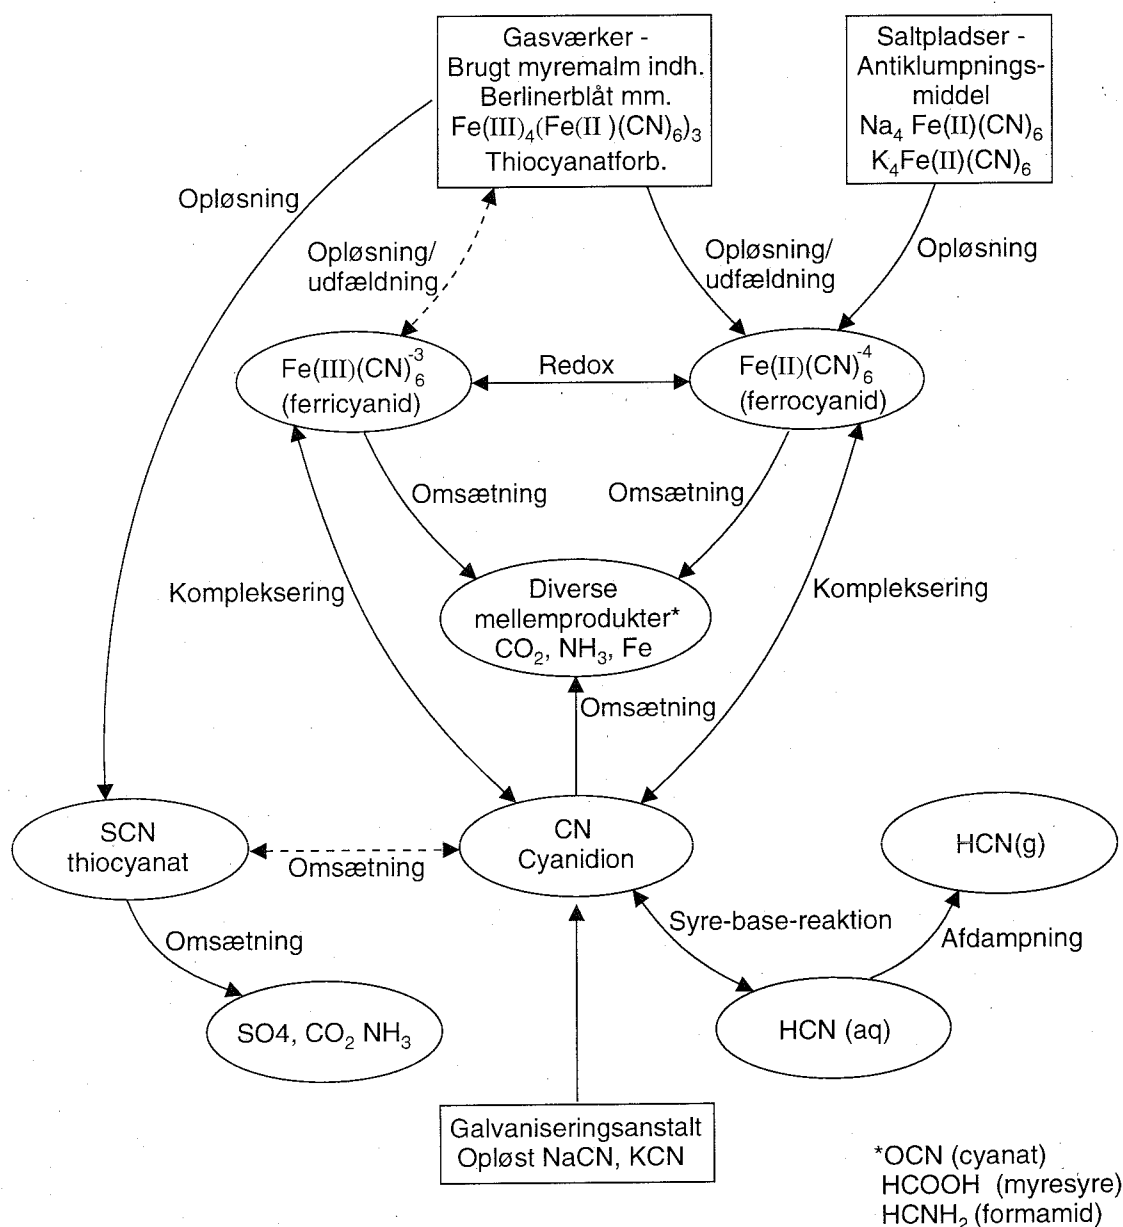 Gasværker -
Brugt myremalm indh.
Berlinerblåt mm.
Fe(III)₄(Fe(II )(CN)₆)₃
Thiocyanatforb.
Saltpladser -
Antiklumpnings-
middel
Na₄ Fe(II)(CN)₆
K₄Fe(II)(CN)₆
Opløsning
Opløsning/
udfældning
Opløsning/
udfældning
Opløsning
Fe(III)(CN)₆⁻³
(ferricyanid)
Redox
Fe(II)(CN)₆⁻⁴
(ferrocyanid)
Omsætning
Omsætning
Kompleksering
Diverse
mellemprodukter*
CO₂, NH₃, Fe
Kompleksering
Omsætning
SCN
thiocyanat
Omsætning
CN
Cyanidion
HCN(g)
Omsætning
Syre-base-reaktion
Afdampning
SO4, CO₂ NH₃
HCN (aq)
Galvaniseringsanstalt
Opløst NaCN, KCN
*OCN (cyanat)
HCOOH (myresyre)
HCNH₂ (formamid)